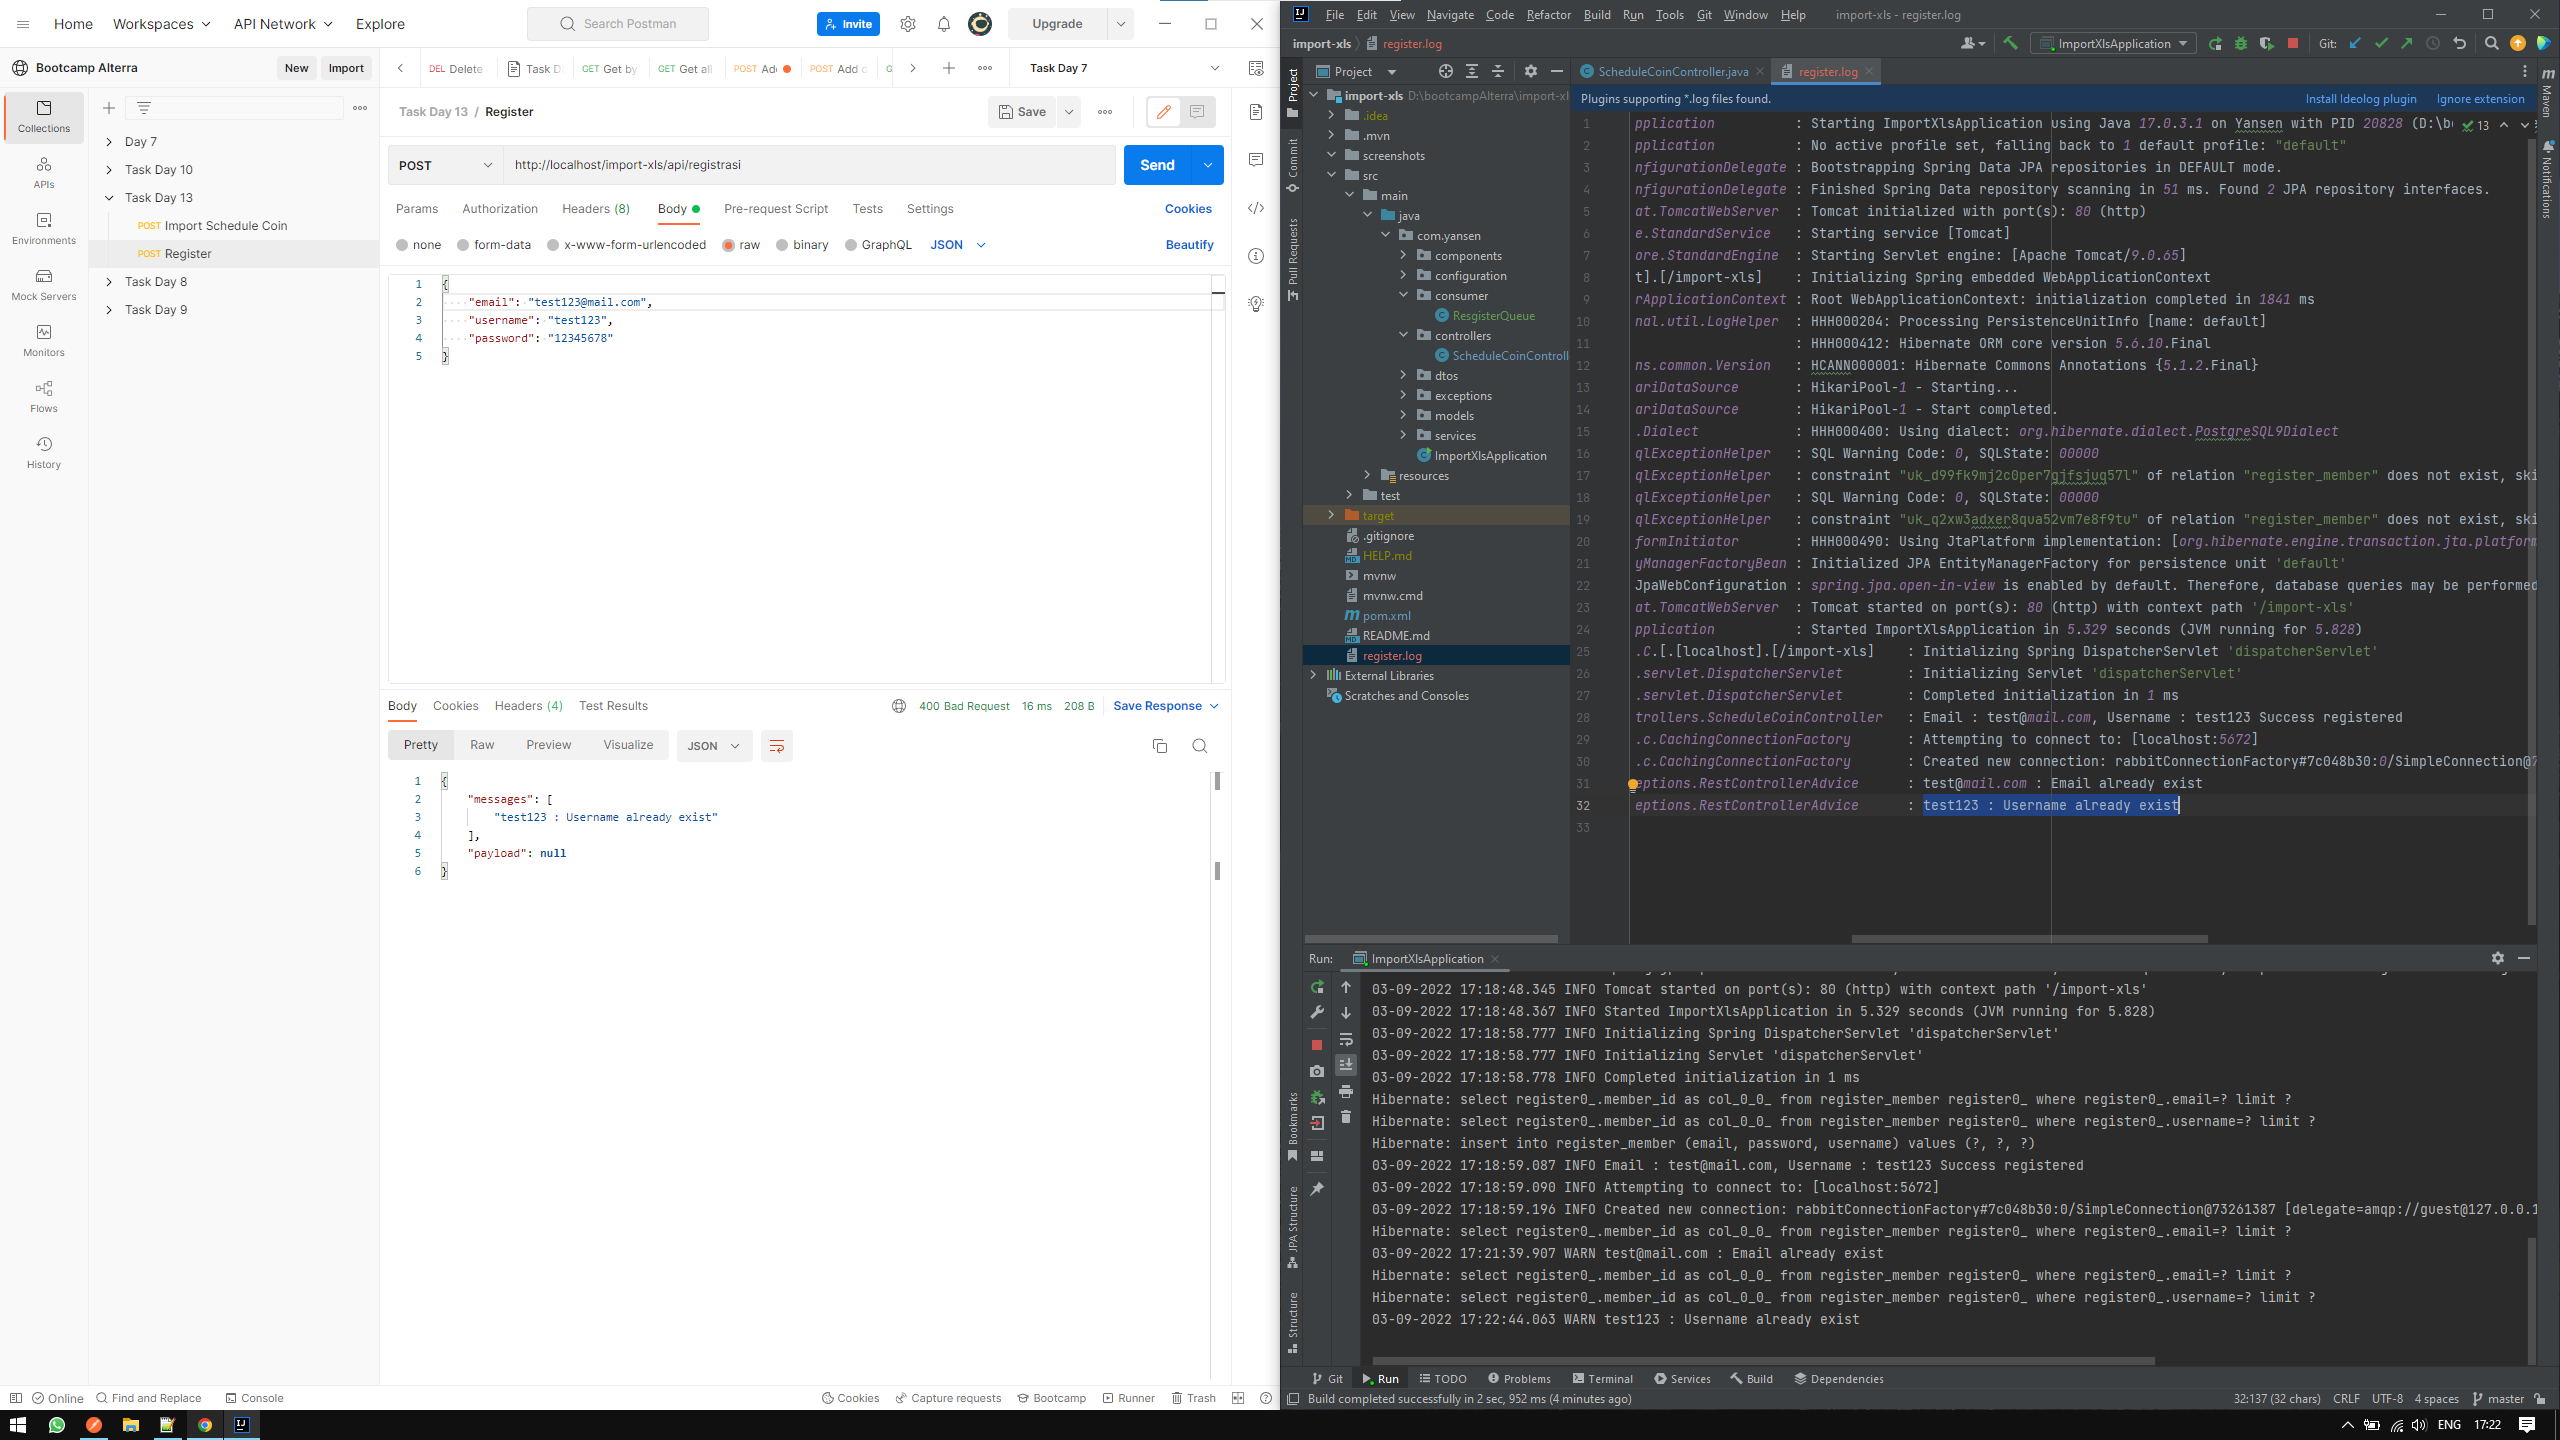 Home
Workspaces
API Network
Explore
Search Postman
Invite
Upgrade
Bootcamp Alterra
New
Import
DEL Delete
Task D
GET Get by
GET Get all
POST Add
POST Add c
Task Day 7
Collections
APIs
Environments
Mock Servers
Monitors
Flows
History
Day 7
Task Day 10
Task Day 13
POST Import Schedule Coin
POST Register
Task Day 8
Task Day 9
Task Day 13 / Register
Save
POST
http://localhost/import-xls/api/registrasi
Send
Params
Authorization
Headers (8)
Body
Pre-request Script
Tests
Settings
Cookies
none
form-data
x-www-form-urlencoded
raw
binary
GraphQL
JSON
Beautify
1 {
2 "email": "test123@mail.com",
3 "username": "test123",
4 "password": "12345678"
5 }
Body
Cookies
Headers (4)
Test Results
400 Bad Request
16 ms
208 B
Save Response
Pretty
Raw
Preview
Visualize
JSON
1 {
2 "messages": [
3 "test123 : Username already exist"
4 ],
5 "payload": null
6 }
Online
Find and Replace
Console
Cookies
Capture requests
Bootcamp
Runner
Trash
File Edit View Navigate Code Refactor Build Run Tools Git Window Help
import-xls - register.log
import-xls
register.log
ImportXlsApplication
Git:
Project
ScheduleCoinController.java
register.log
Plugins supporting *.log files found.
Install Ideolog plugin
Ignore extension
Project
Commit
Pull Requests
Bookmarks
JPA Structure
Structure
Maven
Notifications
import-xls D:\bootcampAlterra\import-xl
.idea
.mvn
screenshots
src
main
java
com.yansen
components
configuration
consumer
ResgisterQueue
controllers
ScheduleCoinControll
dtos
exceptions
models
services
ImportXlsApplication
resources
test
target
.gitignore
HELP.md
mvnw
mvnw.cmd
pom.xml
README.md
register.log
External Libraries
Scratches and Consoles
13
1 pplication : Starting ImportXlsApplication using Java 17.0.3.1 on Yansen with PID 20828 (D:\b
2 pplication : No active profile set, falling back to 1 default profile: "default"
3 nfigurationDelegate : Bootstrapping Spring Data JPA repositories in DEFAULT mode.
4 nfigurationDelegate : Finished Spring Data repository scanning in 51 ms. Found 2 JPA repository interfaces.
5 at.TomcatWebServer : Tomcat initialized with port(s): 80 (http)
6 e.StandardService : Starting service [Tomcat]
7 ore.StandardEngine : Starting Servlet engine: [Apache Tomcat/9.0.65]
8 t].[/import-xls] : Initializing Spring embedded WebApplicationContext
9 rApplicationContext : Root WebApplicationContext: initialization completed in 1841 ms
10 nal.util.LogHelper : HHH000204: Processing PersistenceUnitInfo [name: default]
11 : HHH000412: Hibernate ORM core version 5.6.10.Final
12 ns.common.Version : HCANN000001: Hibernate Commons Annotations {5.1.2.Final}
13 ariDataSource : HikariPool-1 - Starting...
14 ariDataSource : HikariPool-1 - Start completed.
15 .Dialect : HHH000400: Using dialect: org.hibernate.dialect.PostgreSQL9Dialect
16 qlExceptionHelper : SQL Warning Code: 0, SQLState: 00000
17 qlExceptionHelper : constraint "uk_d99fk9mj2c0per7gjfsjuq57l" of relation "register_member" does not exist, ski
18 qlExceptionHelper : SQL Warning Code: 0, SQLState: 00000
19 qlExceptionHelper : constraint "uk_q2xw3adxer8qua52vm7e8f9tu" of relation "register_member" does not exist, ski
20 formInitiator : HHH000490: Using JtaPlatform implementation: [org.hibernate.engine.transaction.jta.platform
21 yManagerFactoryBean : Initialized JPA EntityManagerFactory for persistence unit 'default'
22 JpaWebConfiguration : spring.jpa.open-in-view is enabled by default. Therefore, database queries may be performed
23 at.TomcatWebServer : Tomcat started on port(s): 80 (http) with context path '/import-xls'
24 pplication : Started ImportXlsApplication in 5.329 seconds (JVM running for 5.828)
25 .C.[.[localhost].[/import-xls] : Initializing Spring DispatcherServlet 'dispatcherServlet'
26 .servlet.DispatcherServlet : Initializing Servlet 'dispatcherServlet'
27 .servlet.DispatcherServlet : Completed initialization in 1 ms
28 trollers.ScheduleCoinController : Email : test@mail.com, Username : test123 Success registered
29 .c.CachingConnectionFactory : Attempting to connect to: [localhost:5672]
30 .c.CachingConnectionFactory : Created new connection: rabbitConnectionFactory#7c048b30:0/SimpleConnection@7
31 eptions.RestControllerAdvice : test@mail.com : Email already exist
32 eptions.RestControllerAdvice : test123 : Username already exist
33
Run: ImportXlsApplication
03-09-2022 17:18:48.345 INFO Tomcat started on port(s): 80 (http) with context path '/import-xls'
03-09-2022 17:18:48.367 INFO Started ImportXlsApplication in 5.329 seconds (JVM running for 5.828)
03-09-2022 17:18:58.777 INFO Initializing Spring DispatcherServlet 'dispatcherServlet'
03-09-2022 17:18:58.777 INFO Initializing Servlet 'dispatcherServlet'
03-09-2022 17:18:58.778 INFO Completed initialization in 1 ms
Hibernate: select register0_.member_id as col_0_0_ from register_member register0_ where register0_.email=? limit ?
Hibernate: select register0_.member_id as col_0_0_ from register_member register0_ where register0_.username=? limit ?
Hibernate: insert into register_member (email, password, username) values (?, ?, ?)
03-09-2022 17:18:59.087 INFO Email : test@mail.com, Username : test123 Success registered
03-09-2022 17:18:59.090 INFO Attempting to connect to: [localhost:5672]
03-09-2022 17:18:59.196 INFO Created new connection: rabbitConnectionFactory#7c048b30:0/SimpleConnection@73261387 [delegate=amqp://guest@127.0.0.1
Hibernate: select register0_.member_id as col_0_0_ from register_member register0_ where register0_.email=? limit ?
03-09-2022 17:21:39.907 WARN test@mail.com : Email already exist
Hibernate: select register0_.member_id as col_0_0_ from register_member register0_ where register0_.email=? limit ?
Hibernate: select register0_.member_id as col_0_0_ from register_member register0_ where register0_.username=? limit ?
03-09-2022 17:22:44.063 WARN test123 : Username already exist
Git
Run
TODO
Problems
Terminal
Services
Build
Dependencies
Build completed successfully in 2 sec, 952 ms (4 minutes ago)
32:137 (32 chars)
CRLF
UTF-8
4 spaces
master
ENG
17:22